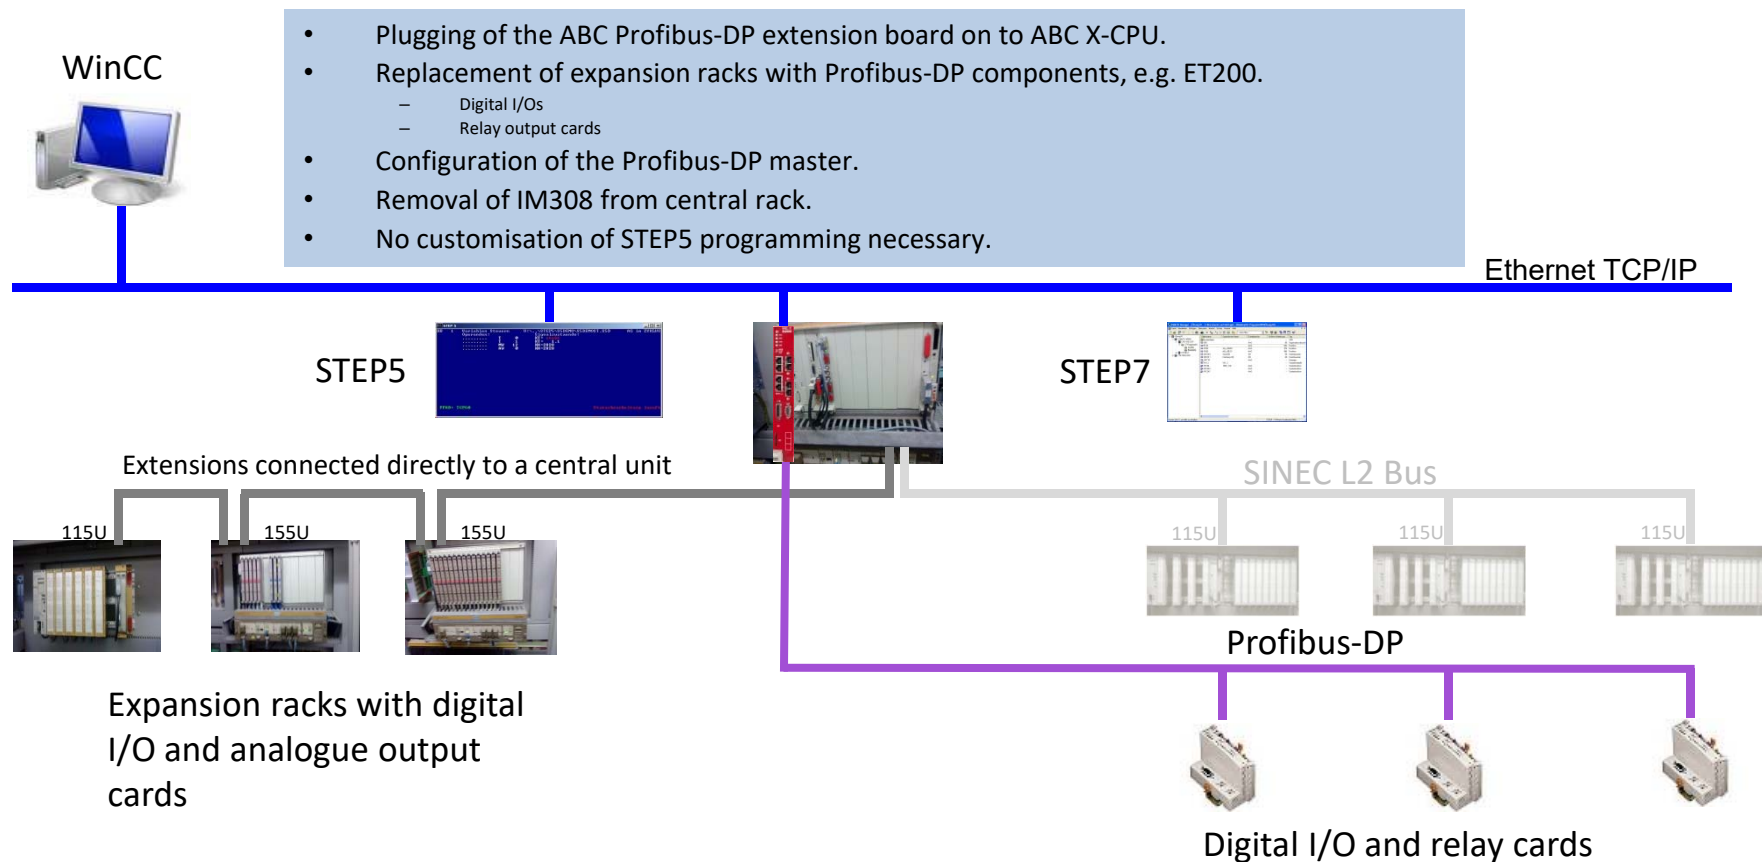 WinCC
• Plugging of the ABC Profibus-DP extension board on to ABC X-CPU.
• Replacement of expansion racks with Profibus-DP components, e.g. ET200.
– Digital I/Os
– Relay output cards
• Configuration of the Profibus-DP master.
• Removal of IM308 from central rack.
• No customisation of STEP5 programming necessary.
Ethernet TCP/IP
STEP5
STEP7
Extensions connected directly to a central unit
SINEC L2 Bus
115U
155U
155U
115U
115U
115U
Profibus-DP
Expansion racks with digital
I/O and analogue output
cards
Digital I/O and relay cards